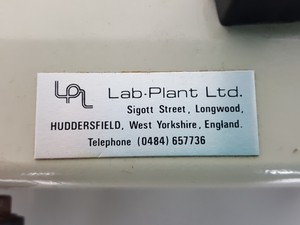 LPL Lab-Plant Ltd.
Sigott Street, Longwood,
HUDDERSFIELD, West Yorkshire, England.
Telephone (0484) 657736